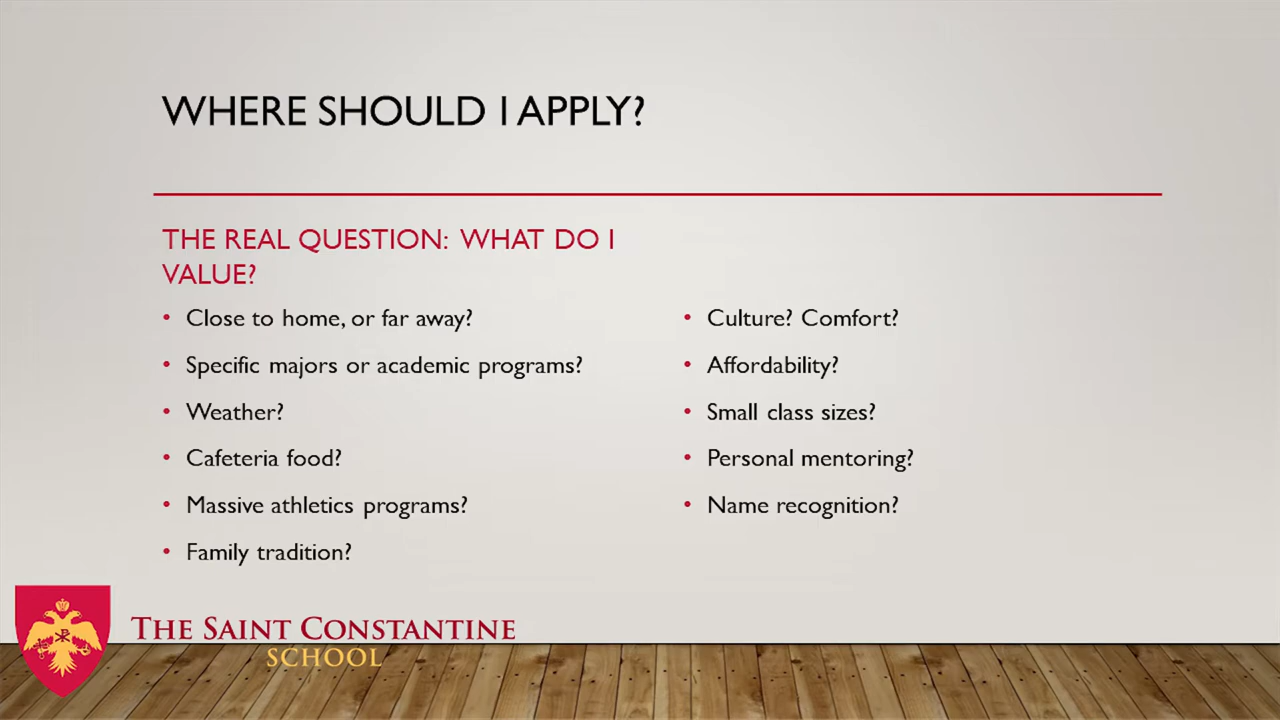 WHERE SHOULD I APPLY?
THE REAL QUESTION: WHAT DO I
VALUE?
• Close to home, or far away?
• Specific majors or academic programs?
• Weather?
• Cafeteria food?
• Massive athletics programs?
• Family tradition?
• Culture? Comfort?
• Affordability?
• Small class sizes?
• Personal mentoring?
• Name recognition?
THE SAINT CONSTANTINE
SCHOOL